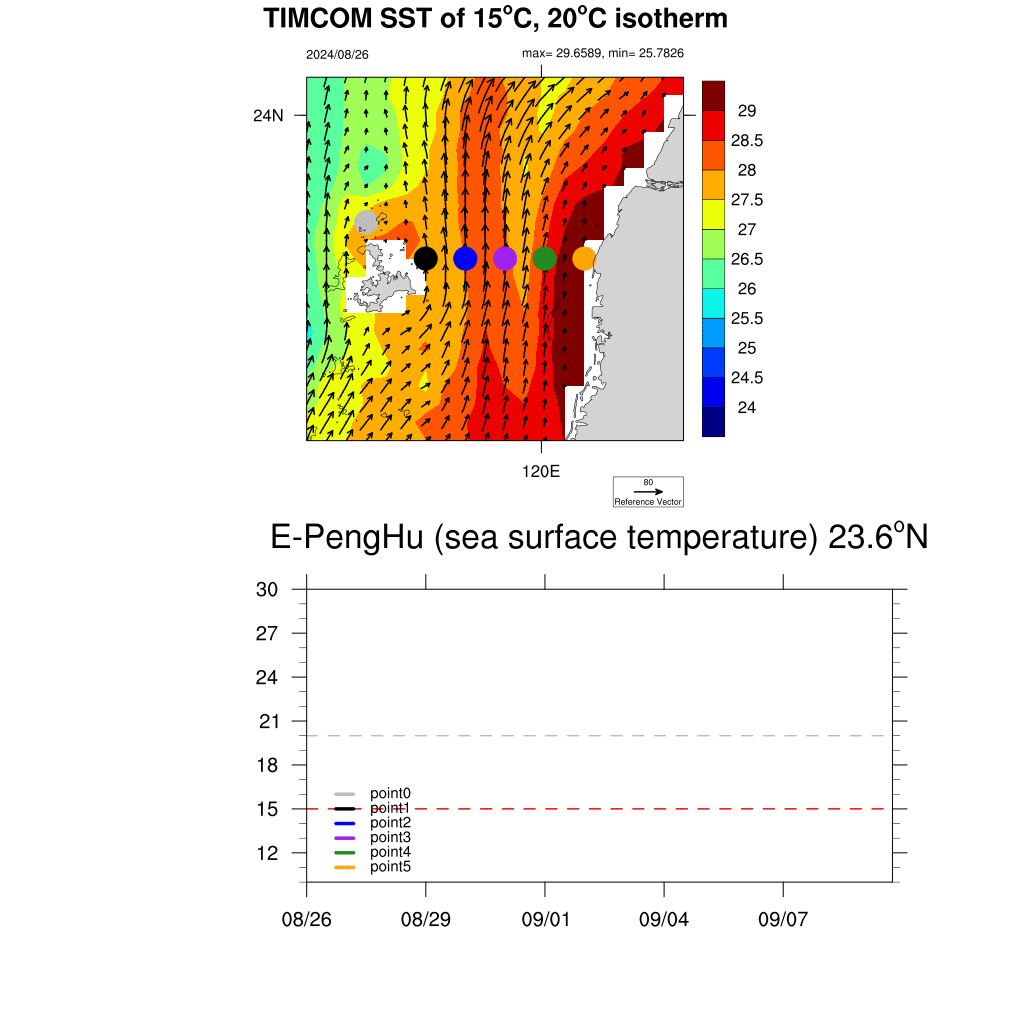 TIMCOM SST of 15°C, 20°C isotherm
2024/08/26
max= 29.6589, min= 25.7826
24N
29
28.5
28
27.5
27
26.5
26
25.5
25
24.5
24
120E
80
Reference Vector
E-PengHu (sea surface temperature) 23.6°N
30
27
24
21
18
15
12
point0
point1
point2
point3
point4
point5
08/26 08/29 09/01 09/04 09/07